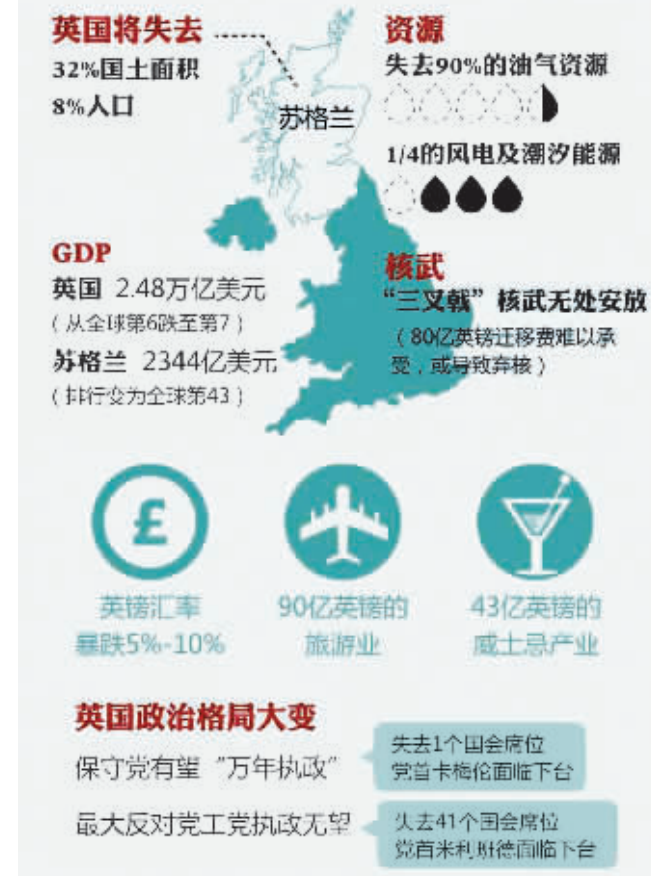 英国将失去
32%国土面积
8%人口
苏格兰
资源
失去90%的油气资源
1/4的风电及潮汐能源
GDP
英国 2.48万亿美元
（从全球第6跌至第7）
苏格兰 2344亿美元
（排行变为全球第43）
核武
“三叉戟”核武无处安放
（80亿英镑迁移费难以承
受，或导致弃核）
£
英镑汇率
暴跌5%-10%
90亿英镑的
旅游业
43亿英镑的
威士忌产业
英国政治格局大变
保守党有望“万年执政”
失去1个国会席位
党首卡梅伦面临下台
最大反对党工党执政无望
失去41个国会席位
党首米利班德面临下台